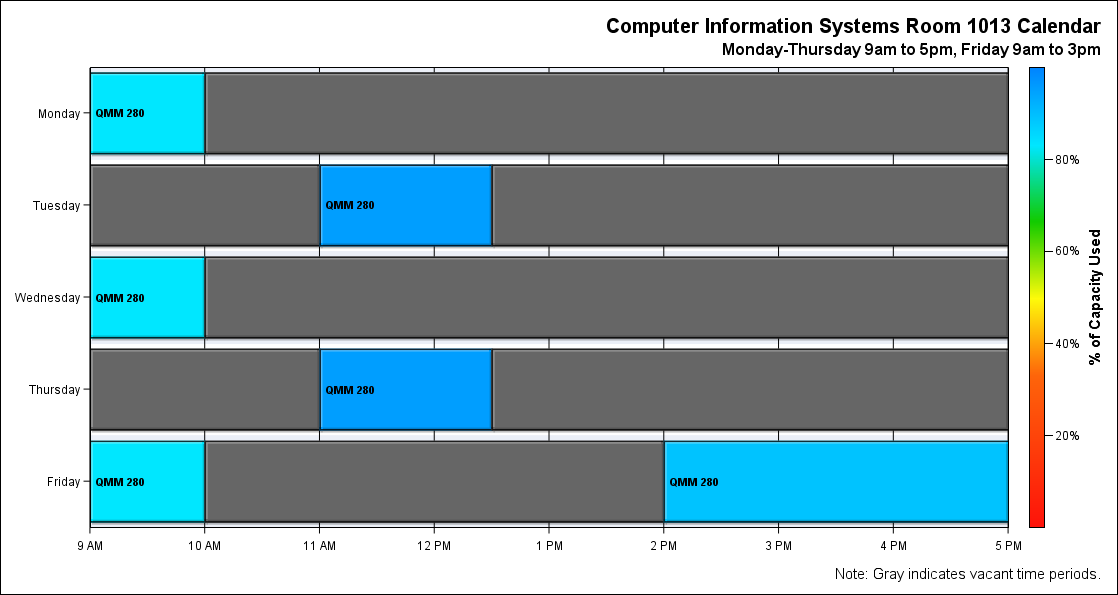 Computer Information Systems Room 1013 Calendar
Monday-Thursday 9am to 5pm, Friday 9am to 3pm
Monday
QMM 280
Tuesday
QMM 280
Wednesday
QMM 280
Thursday
QMM 280
Friday
QMM 280
QMM 280
9 AM
10 AM
11 AM
12 PM
1 PM
2 PM
3 PM
4 PM
5 PM
80%
60%
40%
20%
% of Capacity Used
Note: Gray indicates vacant time periods.